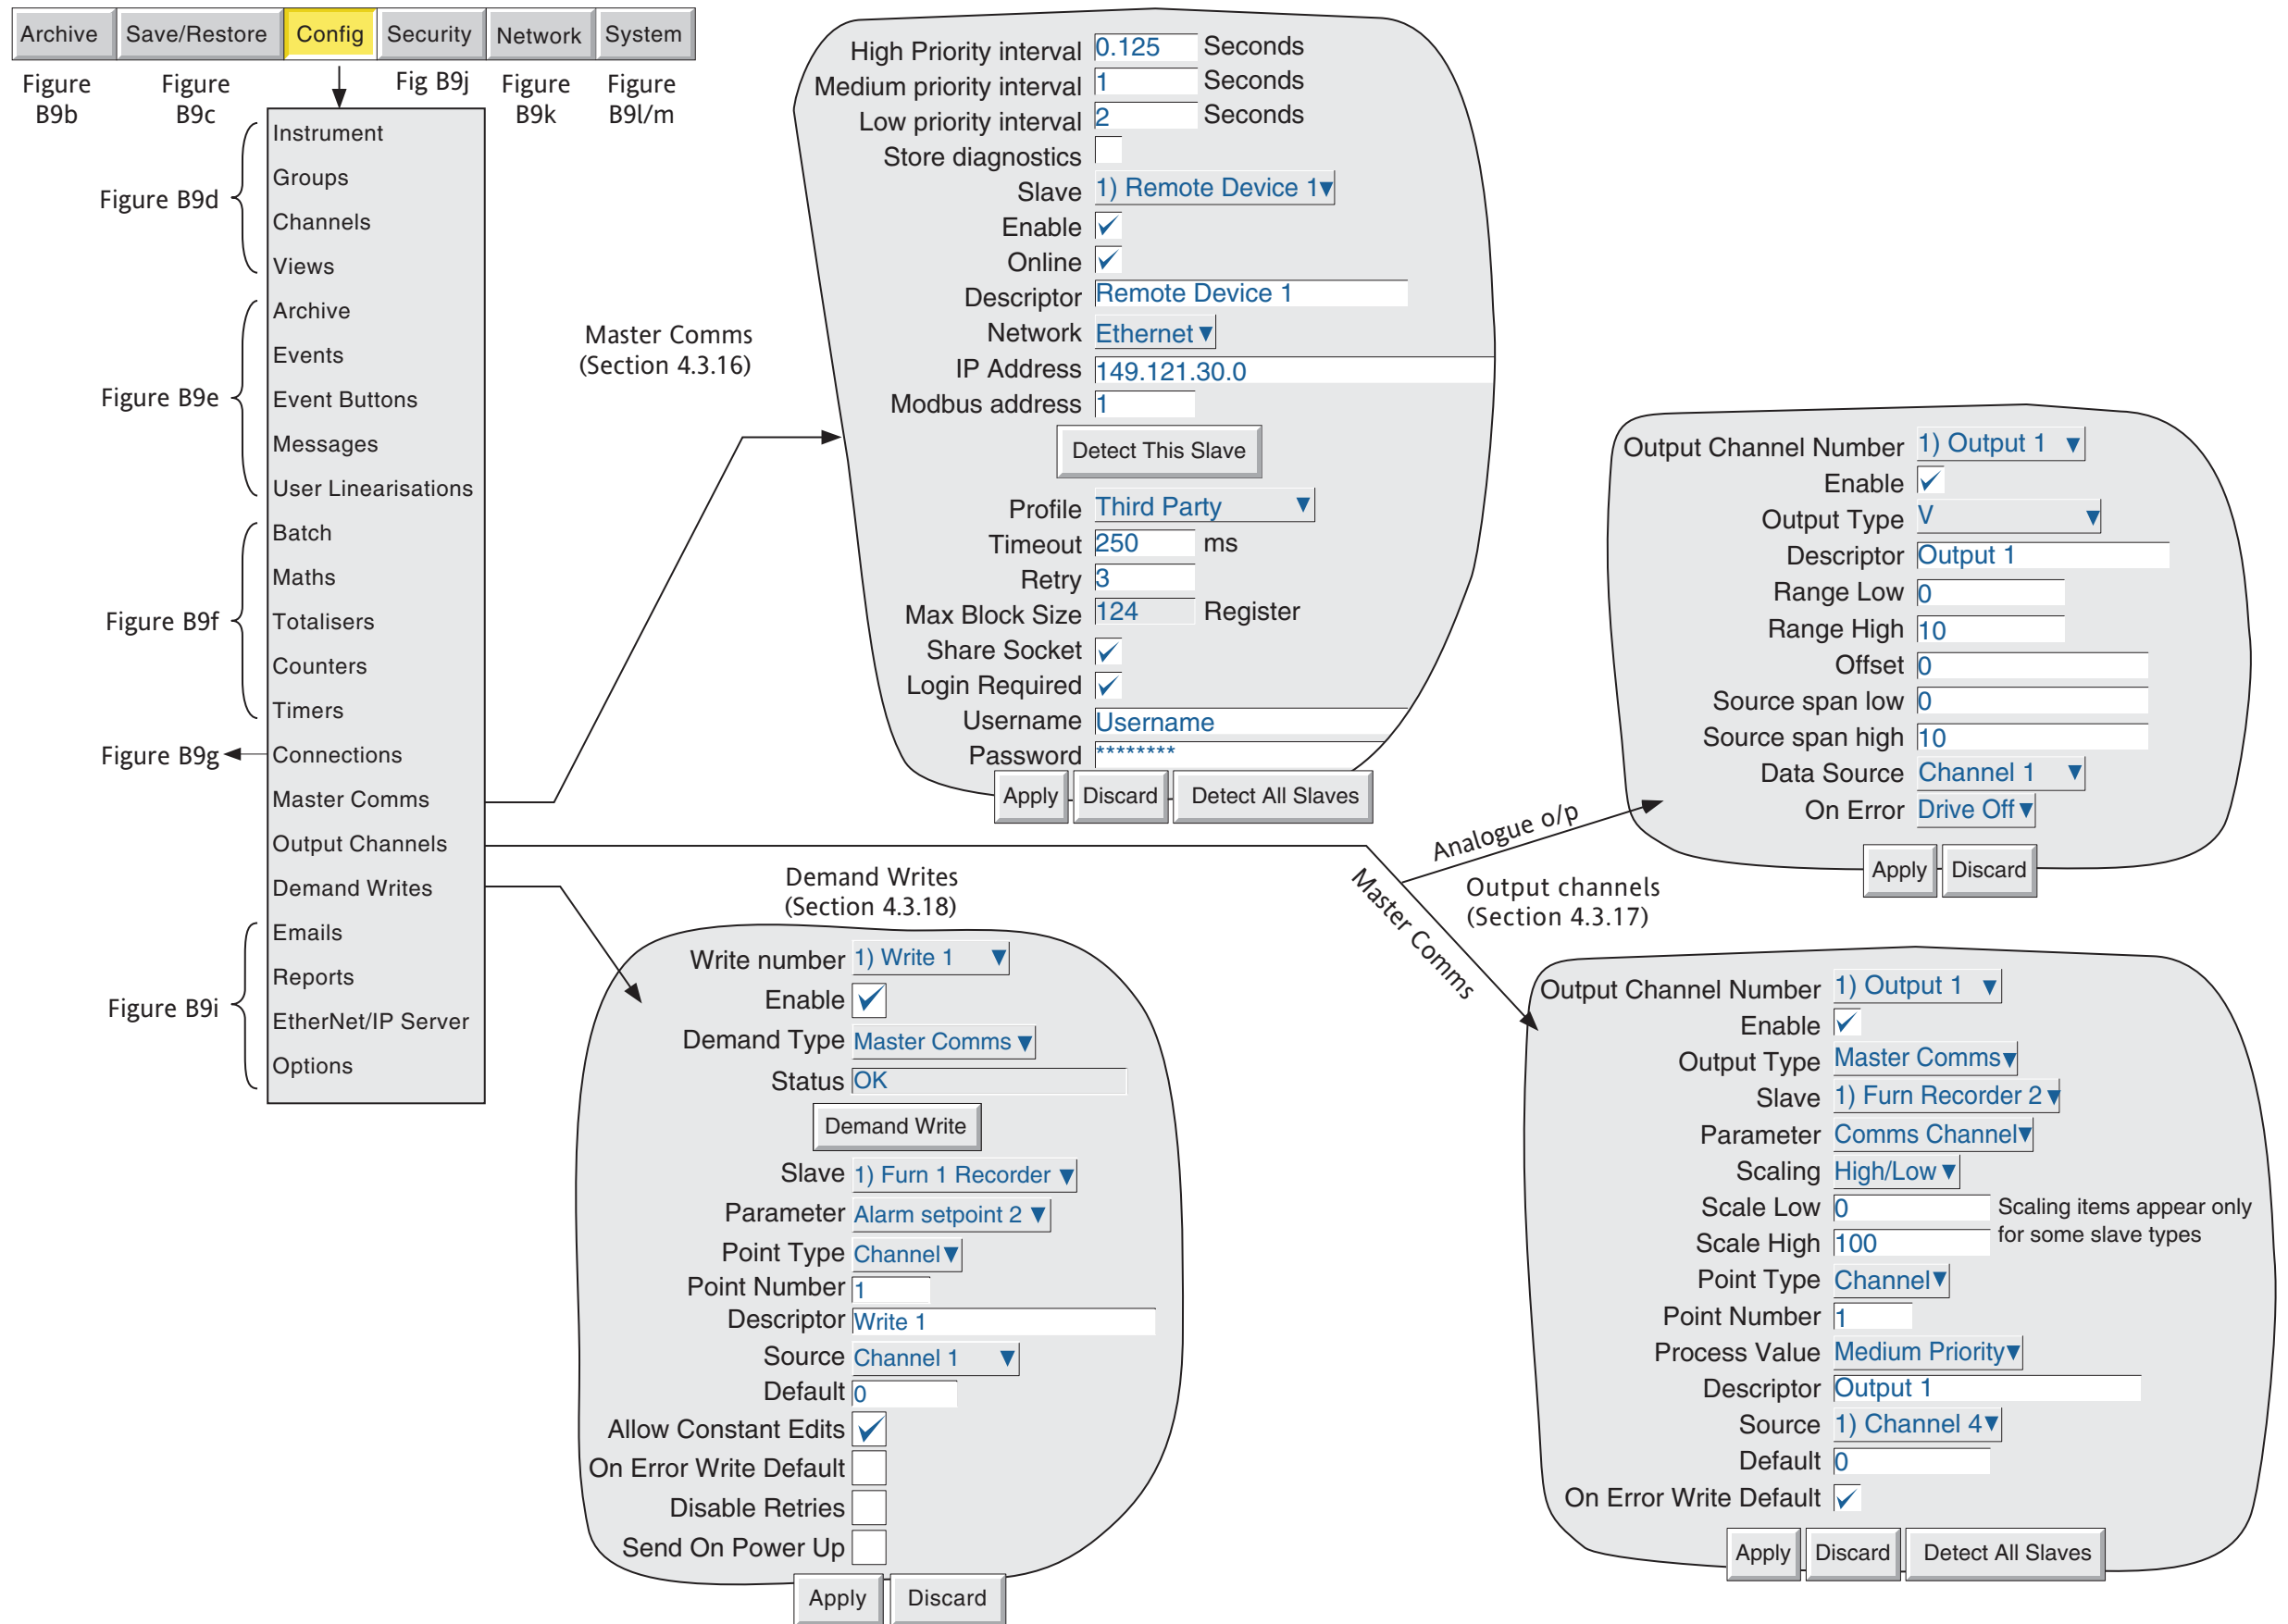 Archive Save/Restore Config Security Network System
Figure B9b
Figure B9c
Fig B9j
Figure B9k
Figure B9l/m
Instrument
Groups
Channels
Views
Figure B9d
Archive
Events
Event Buttons
Messages
User Linearisations
Figure B9e
Batch
Maths
Totalisers
Counters
Timers
Figure B9f
Connections
Figure B9g
Master Comms
Output Channels
Demand Writes
Emails
Reports
EtherNet/IP Server
Options
Figure B9i
Master Comms
(Section 4.3.16)
High Priority interval 0.125 Seconds
Medium priority interval 1 Seconds
Low priority interval 2 Seconds
Store diagnostics
Slave 1) Remote Device 1
Enable
Online
Descriptor Remote Device 1
Network Ethernet
IP Address 149.121.30.0
Modbus address 1
Detect This Slave
Profile Third Party
Timeout 250 ms
Retry 3
Max Block Size 124 Register
Share Socket
Login Required
Username Username
Password ********
Apply Discard Detect All Slaves
Analogue o/p
Master Comms
Output channels
(Section 4.3.17)
Output Channel Number 1) Output 1
Enable
Output Type V
Descriptor Output 1
Range Low 0
Range High 10
Offset 0
Source span low 0
Source span high 10
Data Source Channel 1
On Error Drive Off
Apply Discard
Demand Writes
(Section 4.3.18)
Write number 1) Write 1
Enable
Demand Type Master Comms
Status OK
Demand Write
Slave 1) Furn 1 Recorder
Parameter Alarm setpoint 2
Point Type Channel
Point Number 1
Descriptor Write 1
Source Channel 1
Default 0
Allow Constant Edits
On Error Write Default
Disable Retries
Send On Power Up
Apply Discard
Output Channel Number 1) Output 1
Enable
Output Type Master Comms
Slave 1) Furn Recorder 2
Parameter Comms Channel
Scaling High/Low
Scale Low 0
Scale High 100
Scaling items appear only
for some slave types
Point Type Channel
Point Number 1
Process Value Medium Priority
Descriptor Output 1
Source 1) Channel 4
Default 0
On Error Write Default
Apply Discard Detect All Slaves